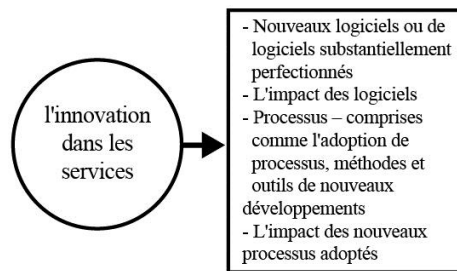 l'innovation
dans les
services
- Nouveaux logiciels ou de
logiciels substantiellement
perfectionnés
- L'impact des logiciels
- Processus – comprises
comme l'adoption de
processus, méthodes et
outils de nouveaux
développements
- L'impact des nouveaux
processus adoptés